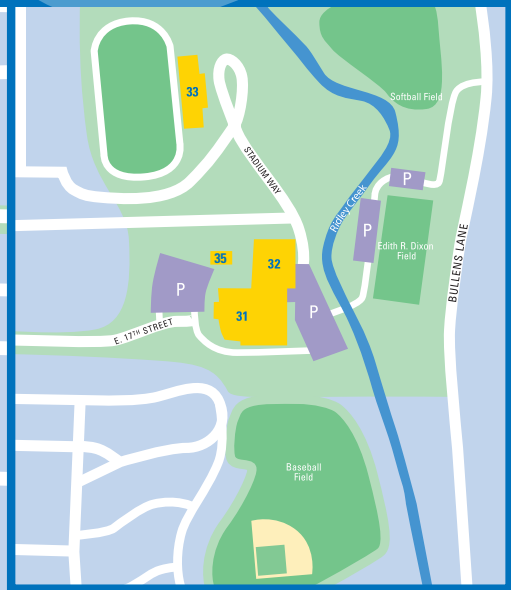 33
Softball Field
STADIUM WAY
P
Ridley Creek
P
Edith R. Dixon
Field
BULLENS LANE
35
32
P
31
P
E. 17TH STREET
Baseball
Field